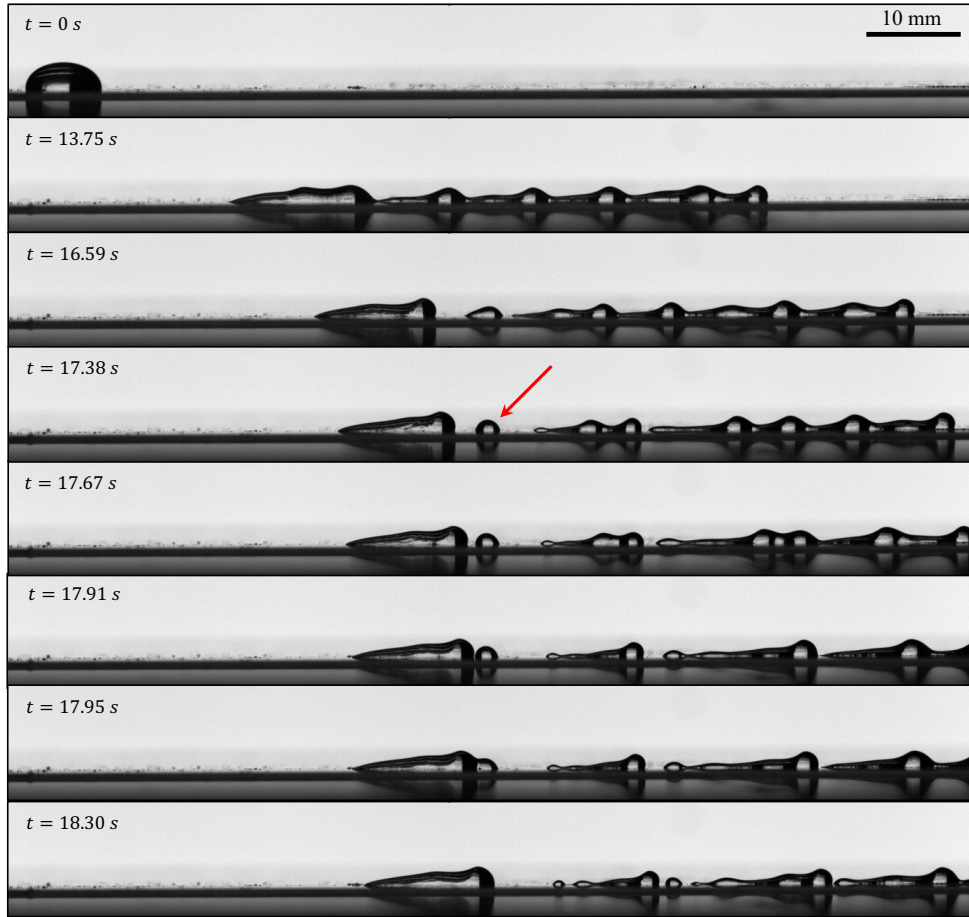 t = 0 s
10 mm
t = 13.75 s
t = 16.59 s
t = 17.38 s
t = 17.67 s
t = 17.91 s
t = 17.95 s
t = 18.30 s